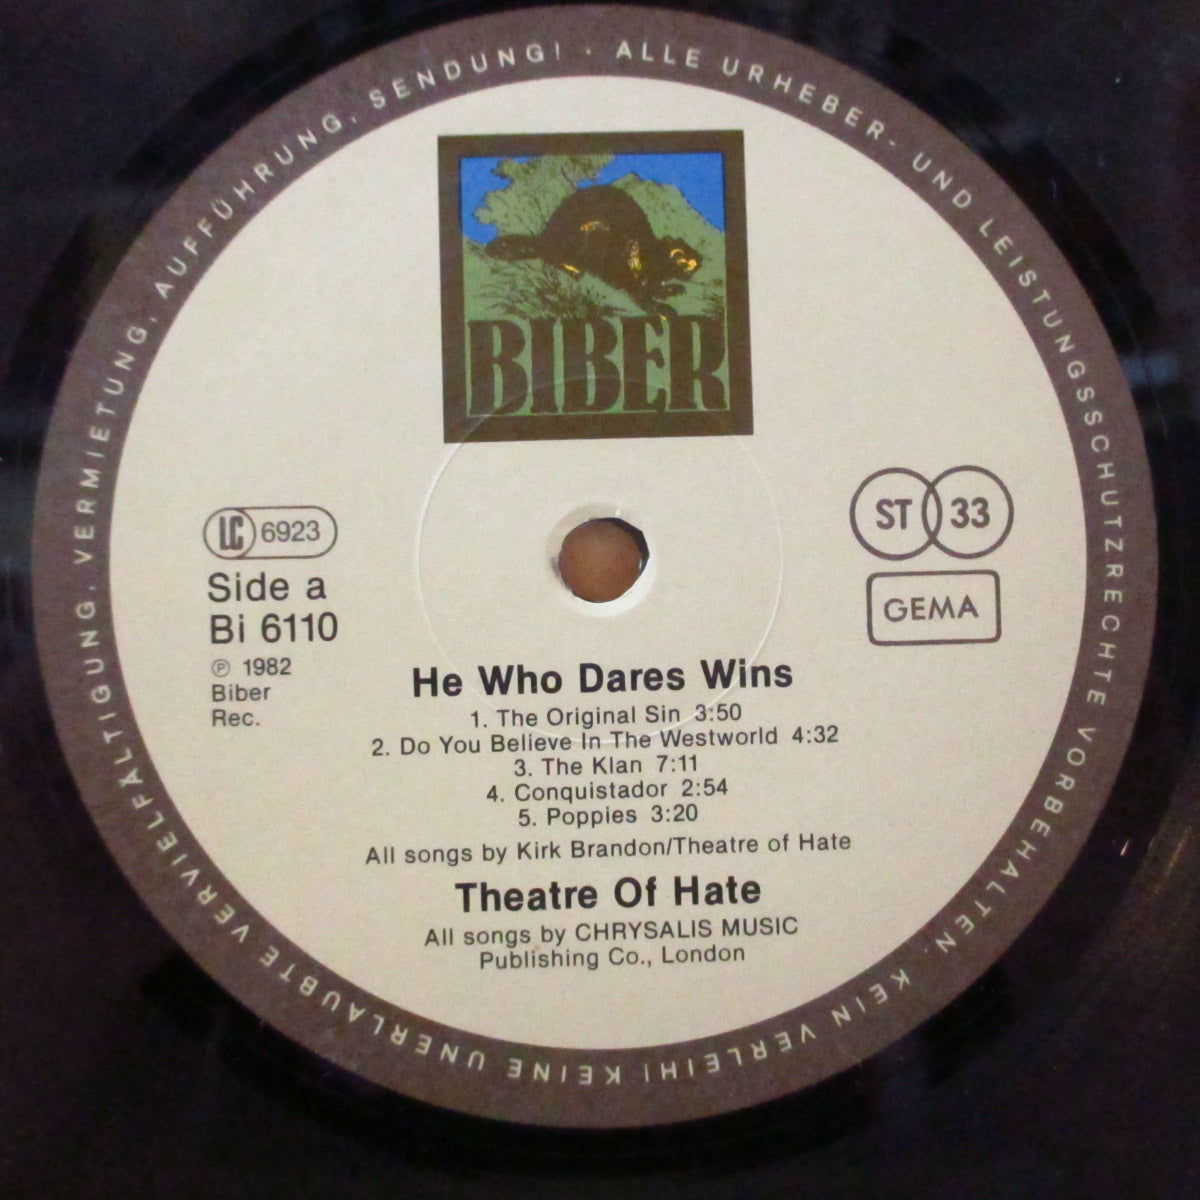 ALLE URHEBER- UND LEISTUNGSSCHUTZRECHTE VORBEHALTEN. KEIN VERLEIH! KEINE UNERLAUBTE VERVIELFÄLTIGUNG, VERMIETUNG, AUFFÜHRUNG, SENDUNG! ·
BIBER
LC 6923
Side a
Bi 6110
℗ 1982
Biber
Rec.
ST 33
GEMA
He Who Dares Wins
1. The Original Sin 3:50
2. Do You Believe In The Westworld 4:32
3. The Klan 7:11
4. Conquistador 2:54
5. Poppies 3:20
All songs by Kirk Brandon/Theatre of Hate
Theatre Of Hate
All songs by CHRYSALIS MUSIC
Publishing Co., London